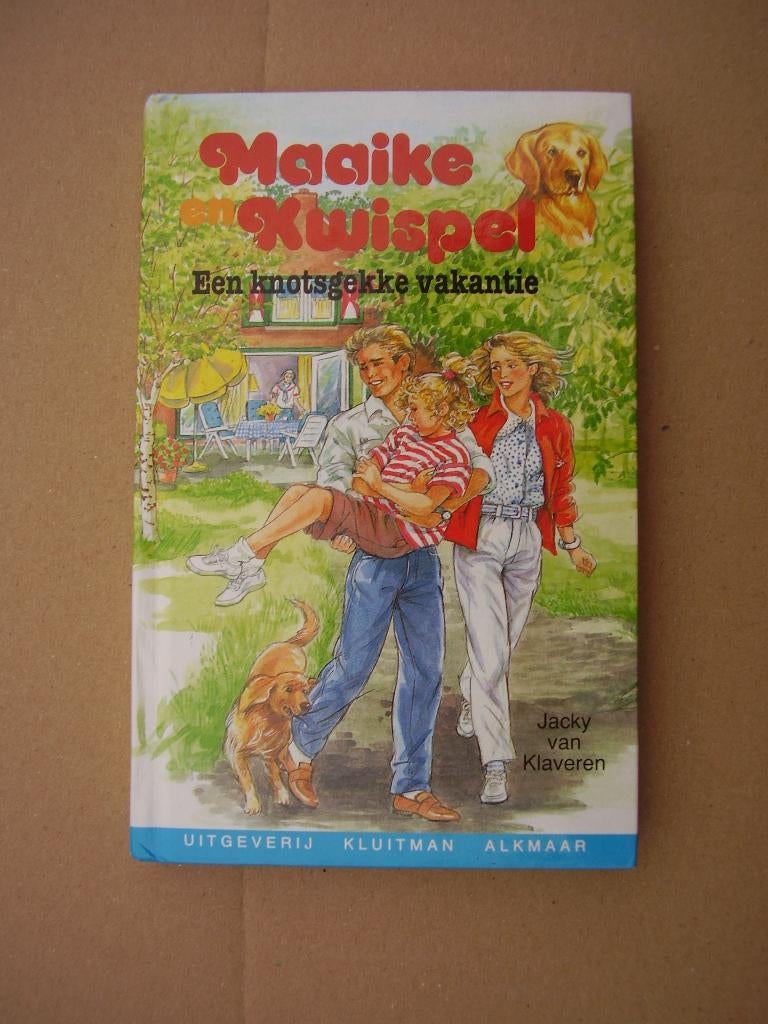 Maaike
en Kwispel
Een knotsgekke vakantie
Jacky
van
Klaveren
UITGEVERIJ KLUITMAN ALKMAAR